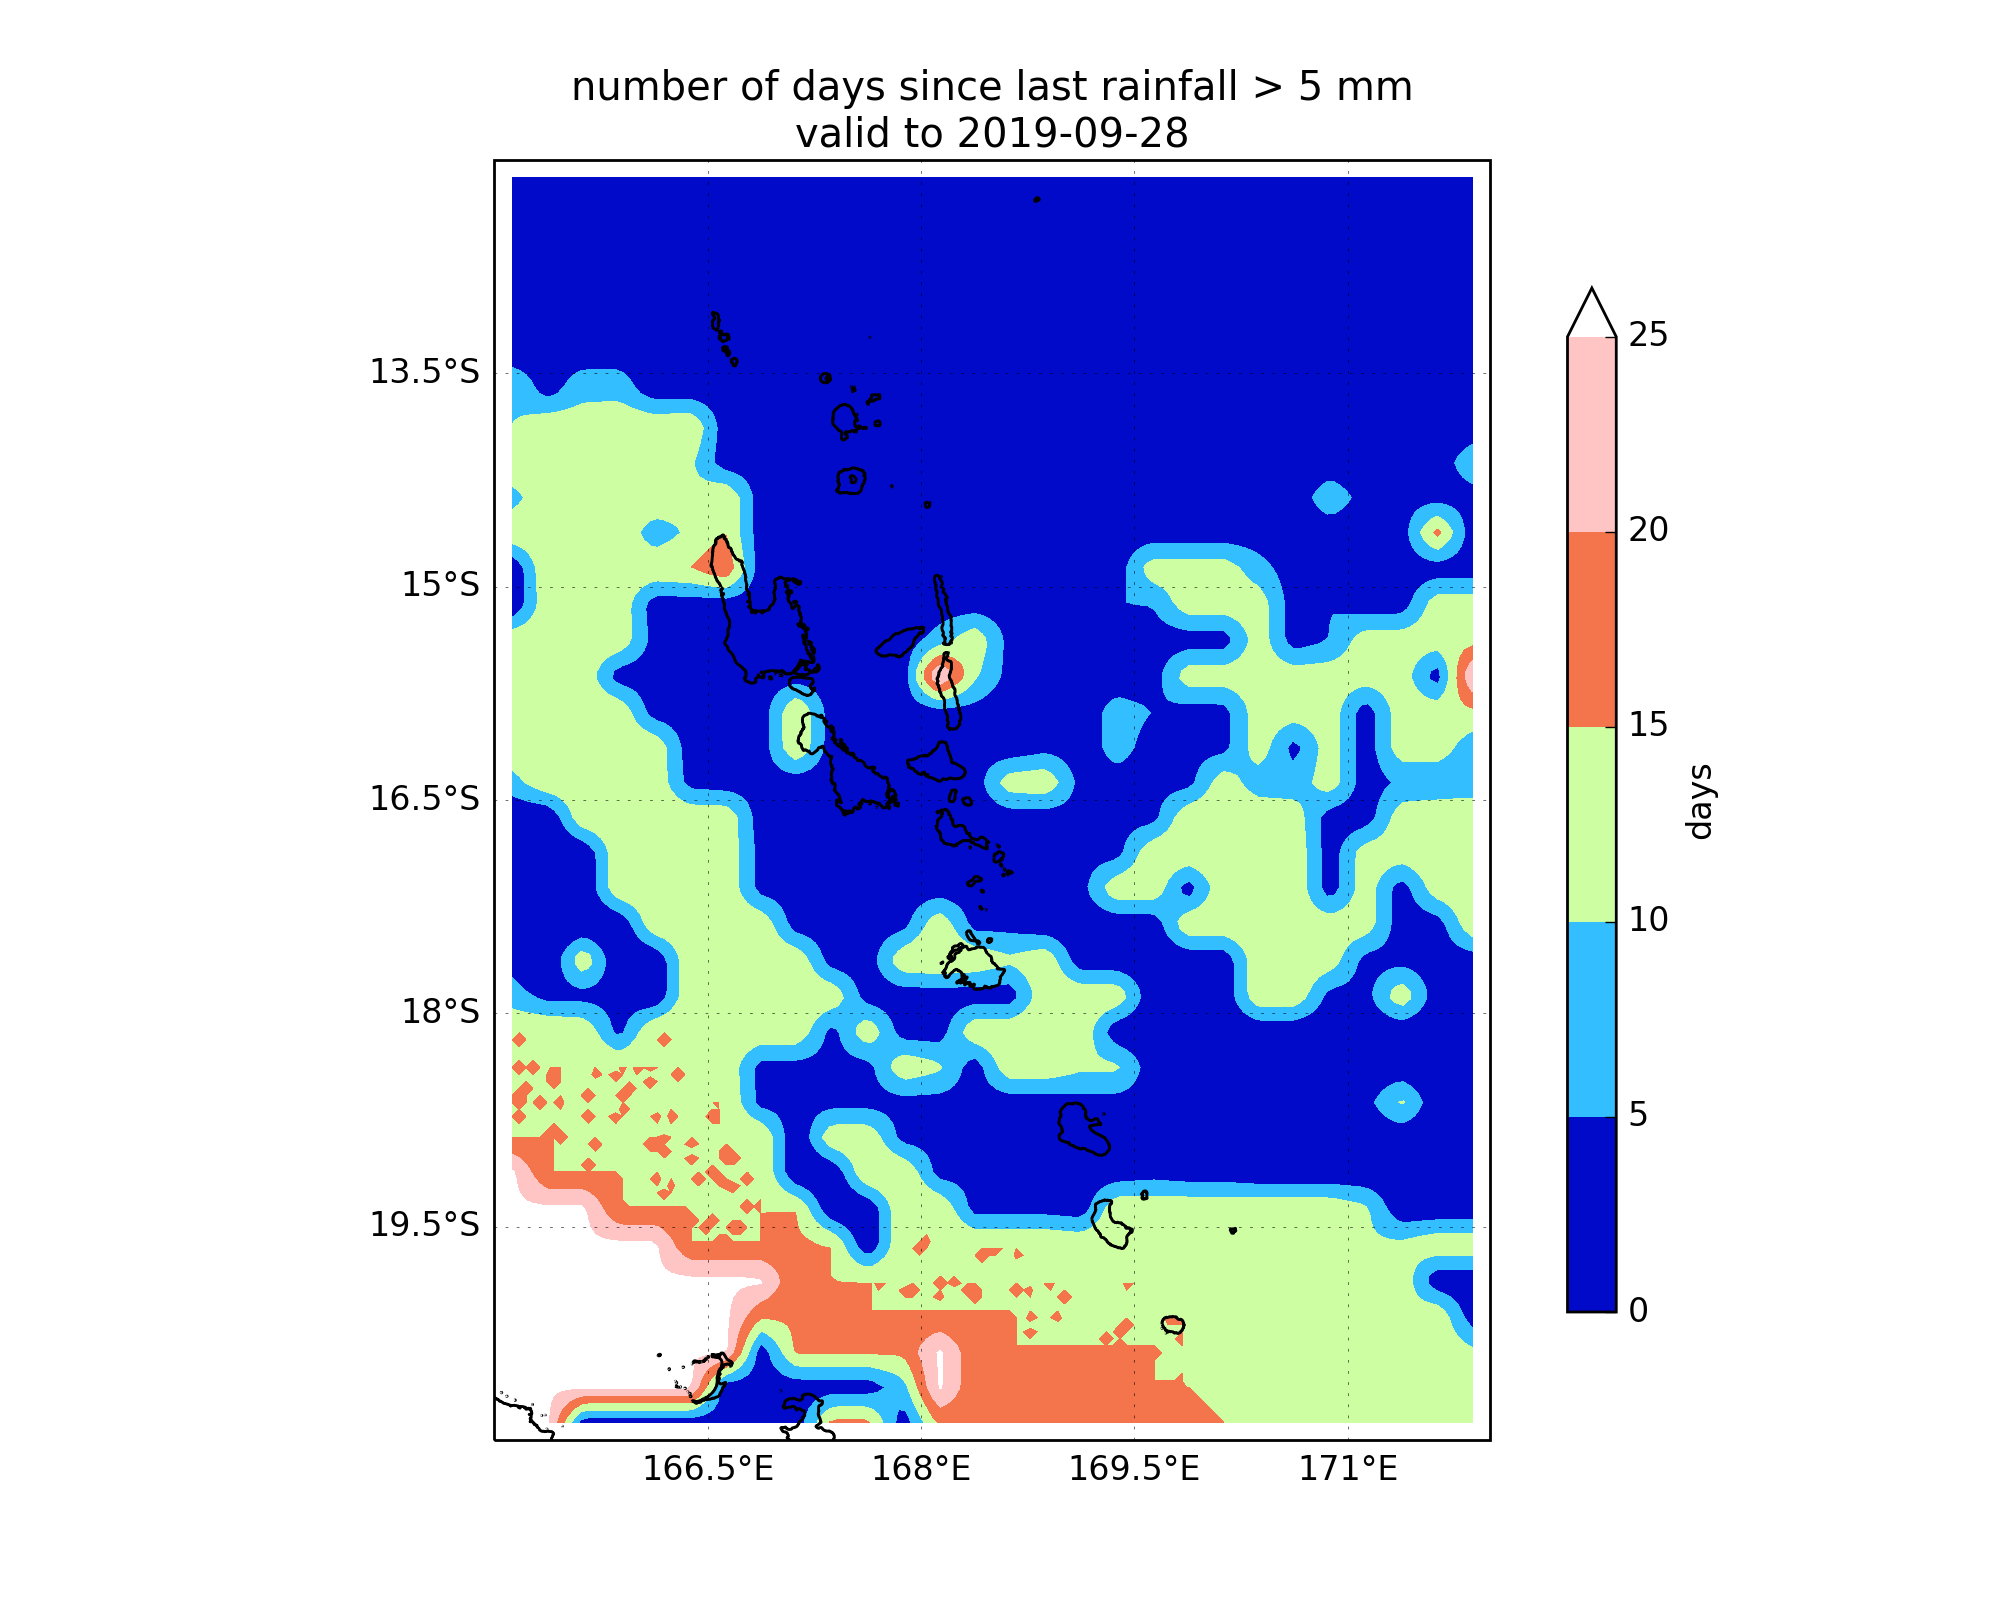 number of days since last rainfall > 5 mm
valid to 2019-09-28
13.5°S
15°S
16.5°S
18°S
19.5°S
166.5°E
168°E
169.5°E
171°E
25
20
15
10
5
0
days